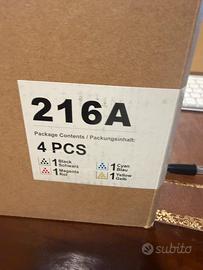 216A
Package Contents / Packungsinhalt:
4 PCS
1 Black Schwarz
1 Cyan Blau
1 Magenta Rot
1 Yellow Gelb
subito